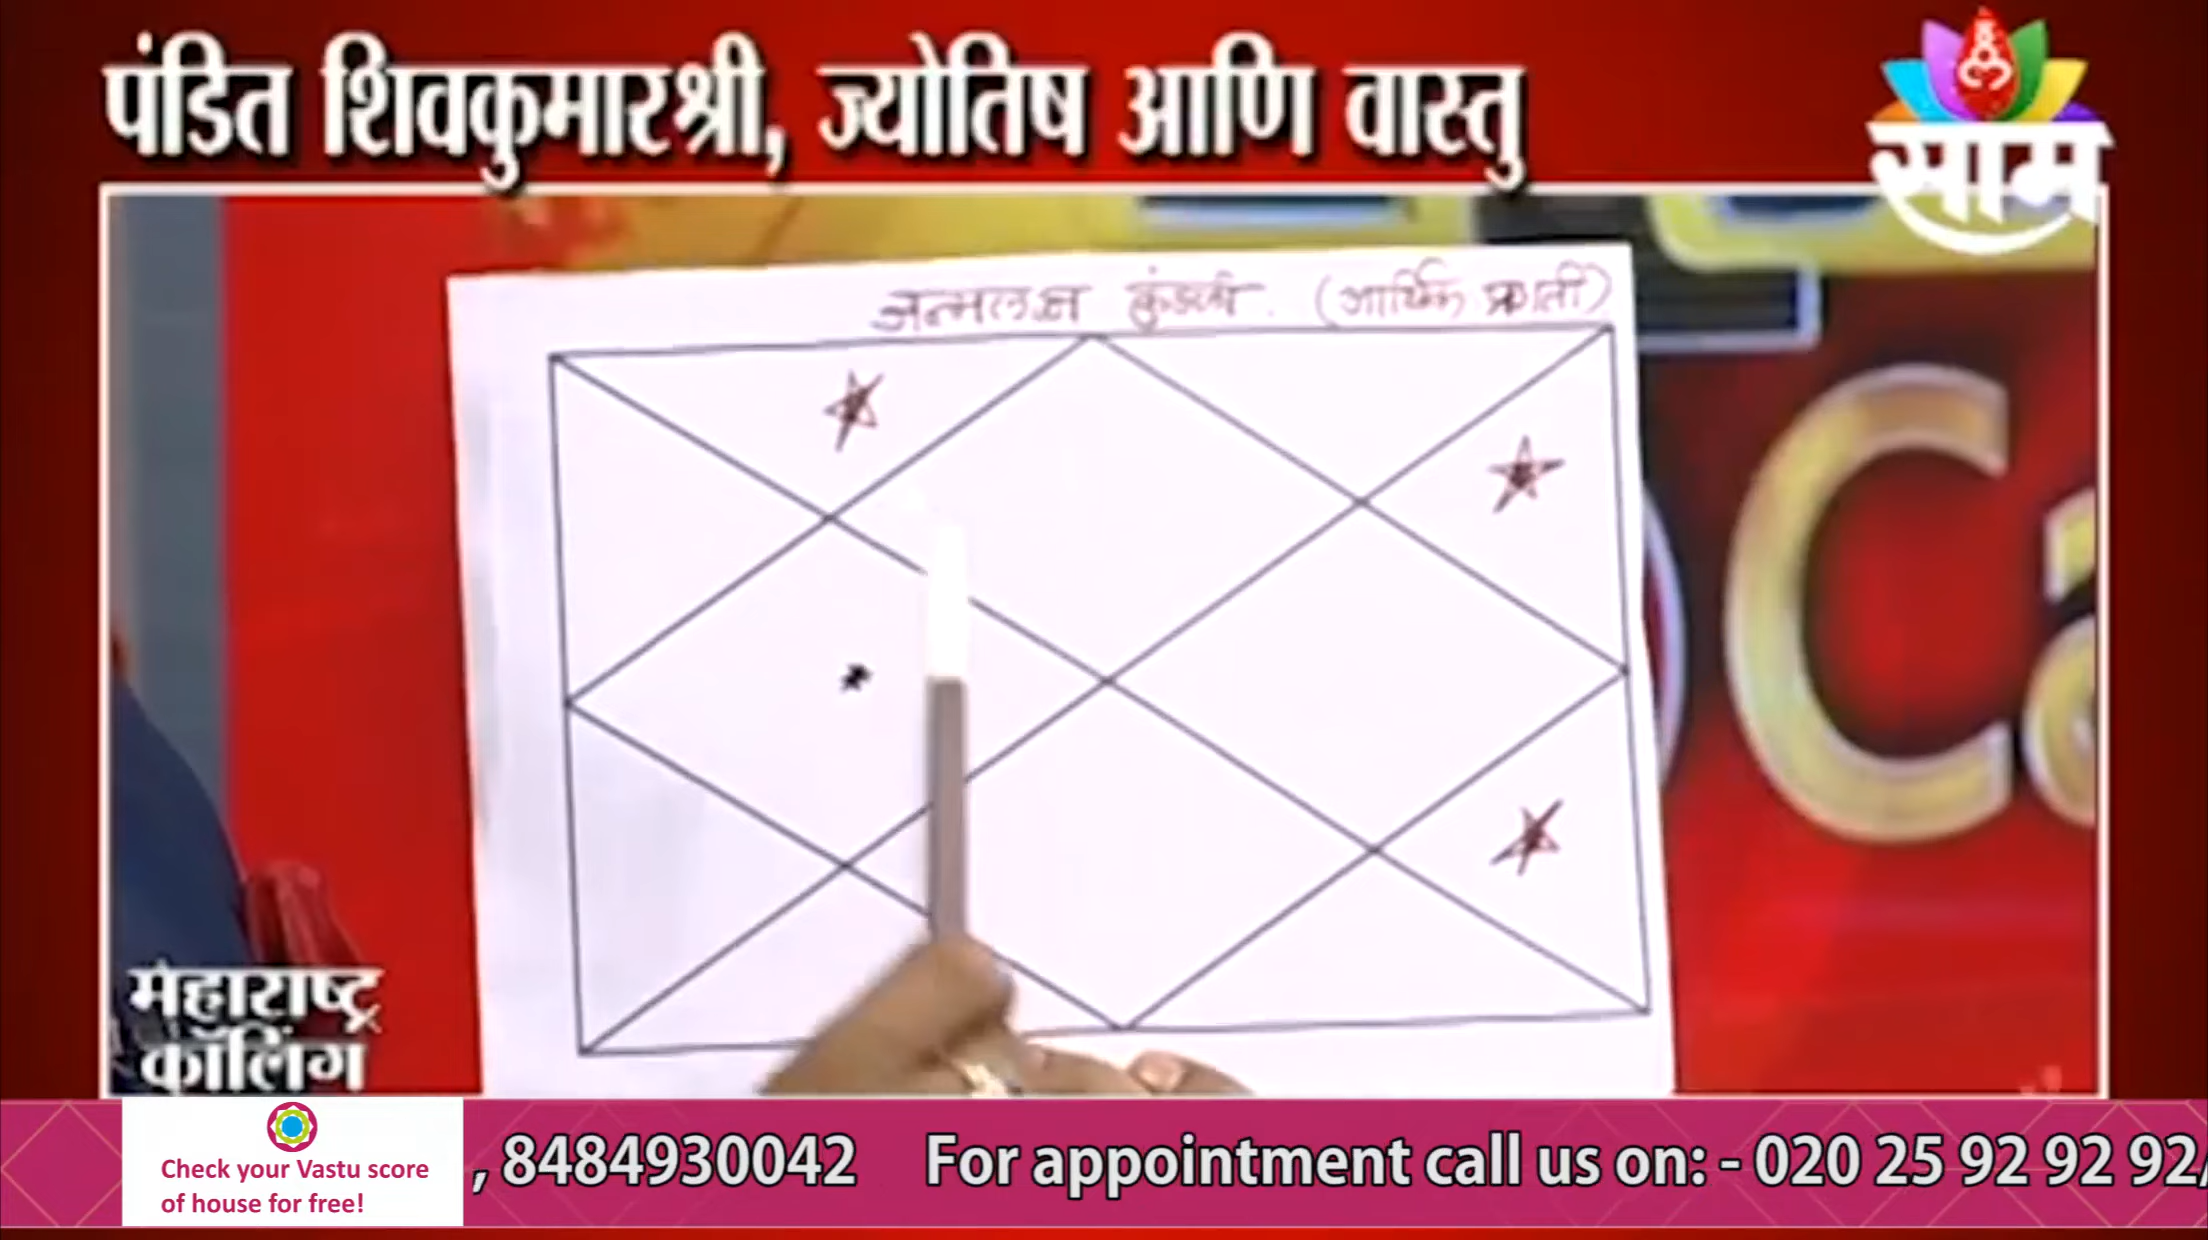 पंडित शिवकुमारश्री, ज्योतिष आणि वास्तु
साम
जन्मलग्न कुंडली. (आर्थिक
Ca
महाराष्ट्र
कॉलिंग
Check your Vastu score
of house for free!
, 8484930042 For appointment call us on: - 020 25 92 92 92/